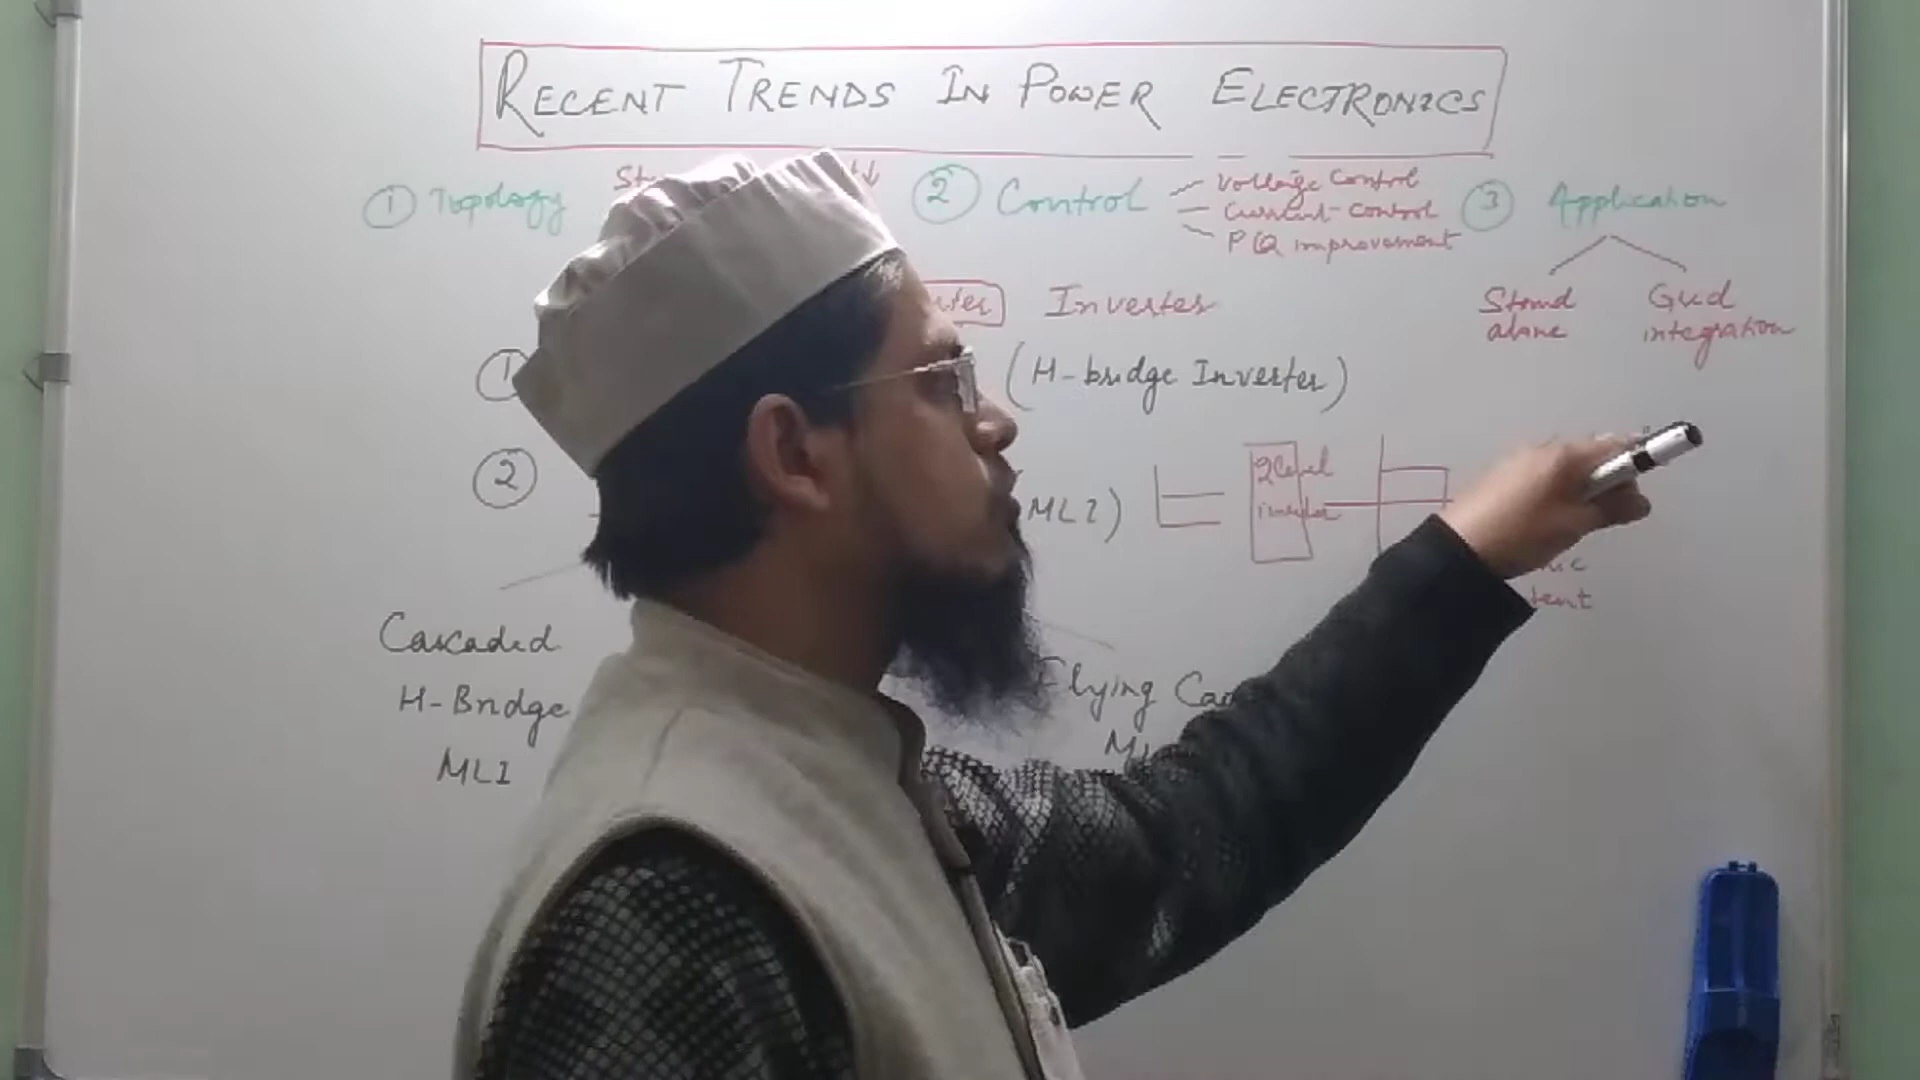 RECENT TRENDS IN POWER ELECTRONICS
① Topology
② Control
Voltage control
Current-control
PQ improvement
③ Application
Stand alone
Grid integration
Inverter
①
(H-bridge Inverter)
②
MLI)
2 level
inverter
Cascaded
H-Bridge
MLI
Flying